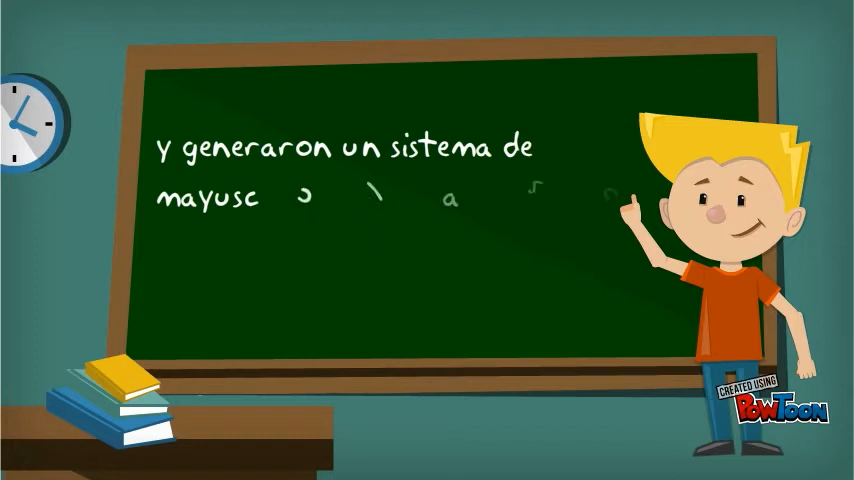 y generaron un sistema de
mayusc
CREATED USING
POWTOON